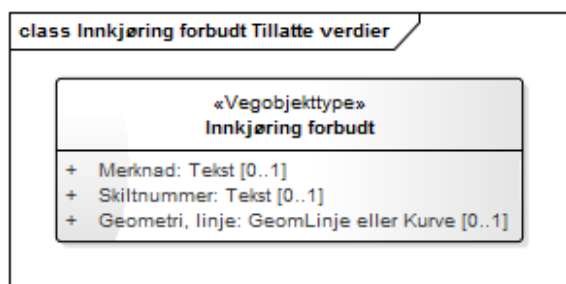 class Innkjøring forbudt Tillatte verdier
«Vegobjekttype»
Innkjøring forbudt
+ Merknad: Tekst [0..1]
+ Skiltnummer: Tekst [0..1]
+ Geometri, linje: GeomLinje eller Kurve [0..1]